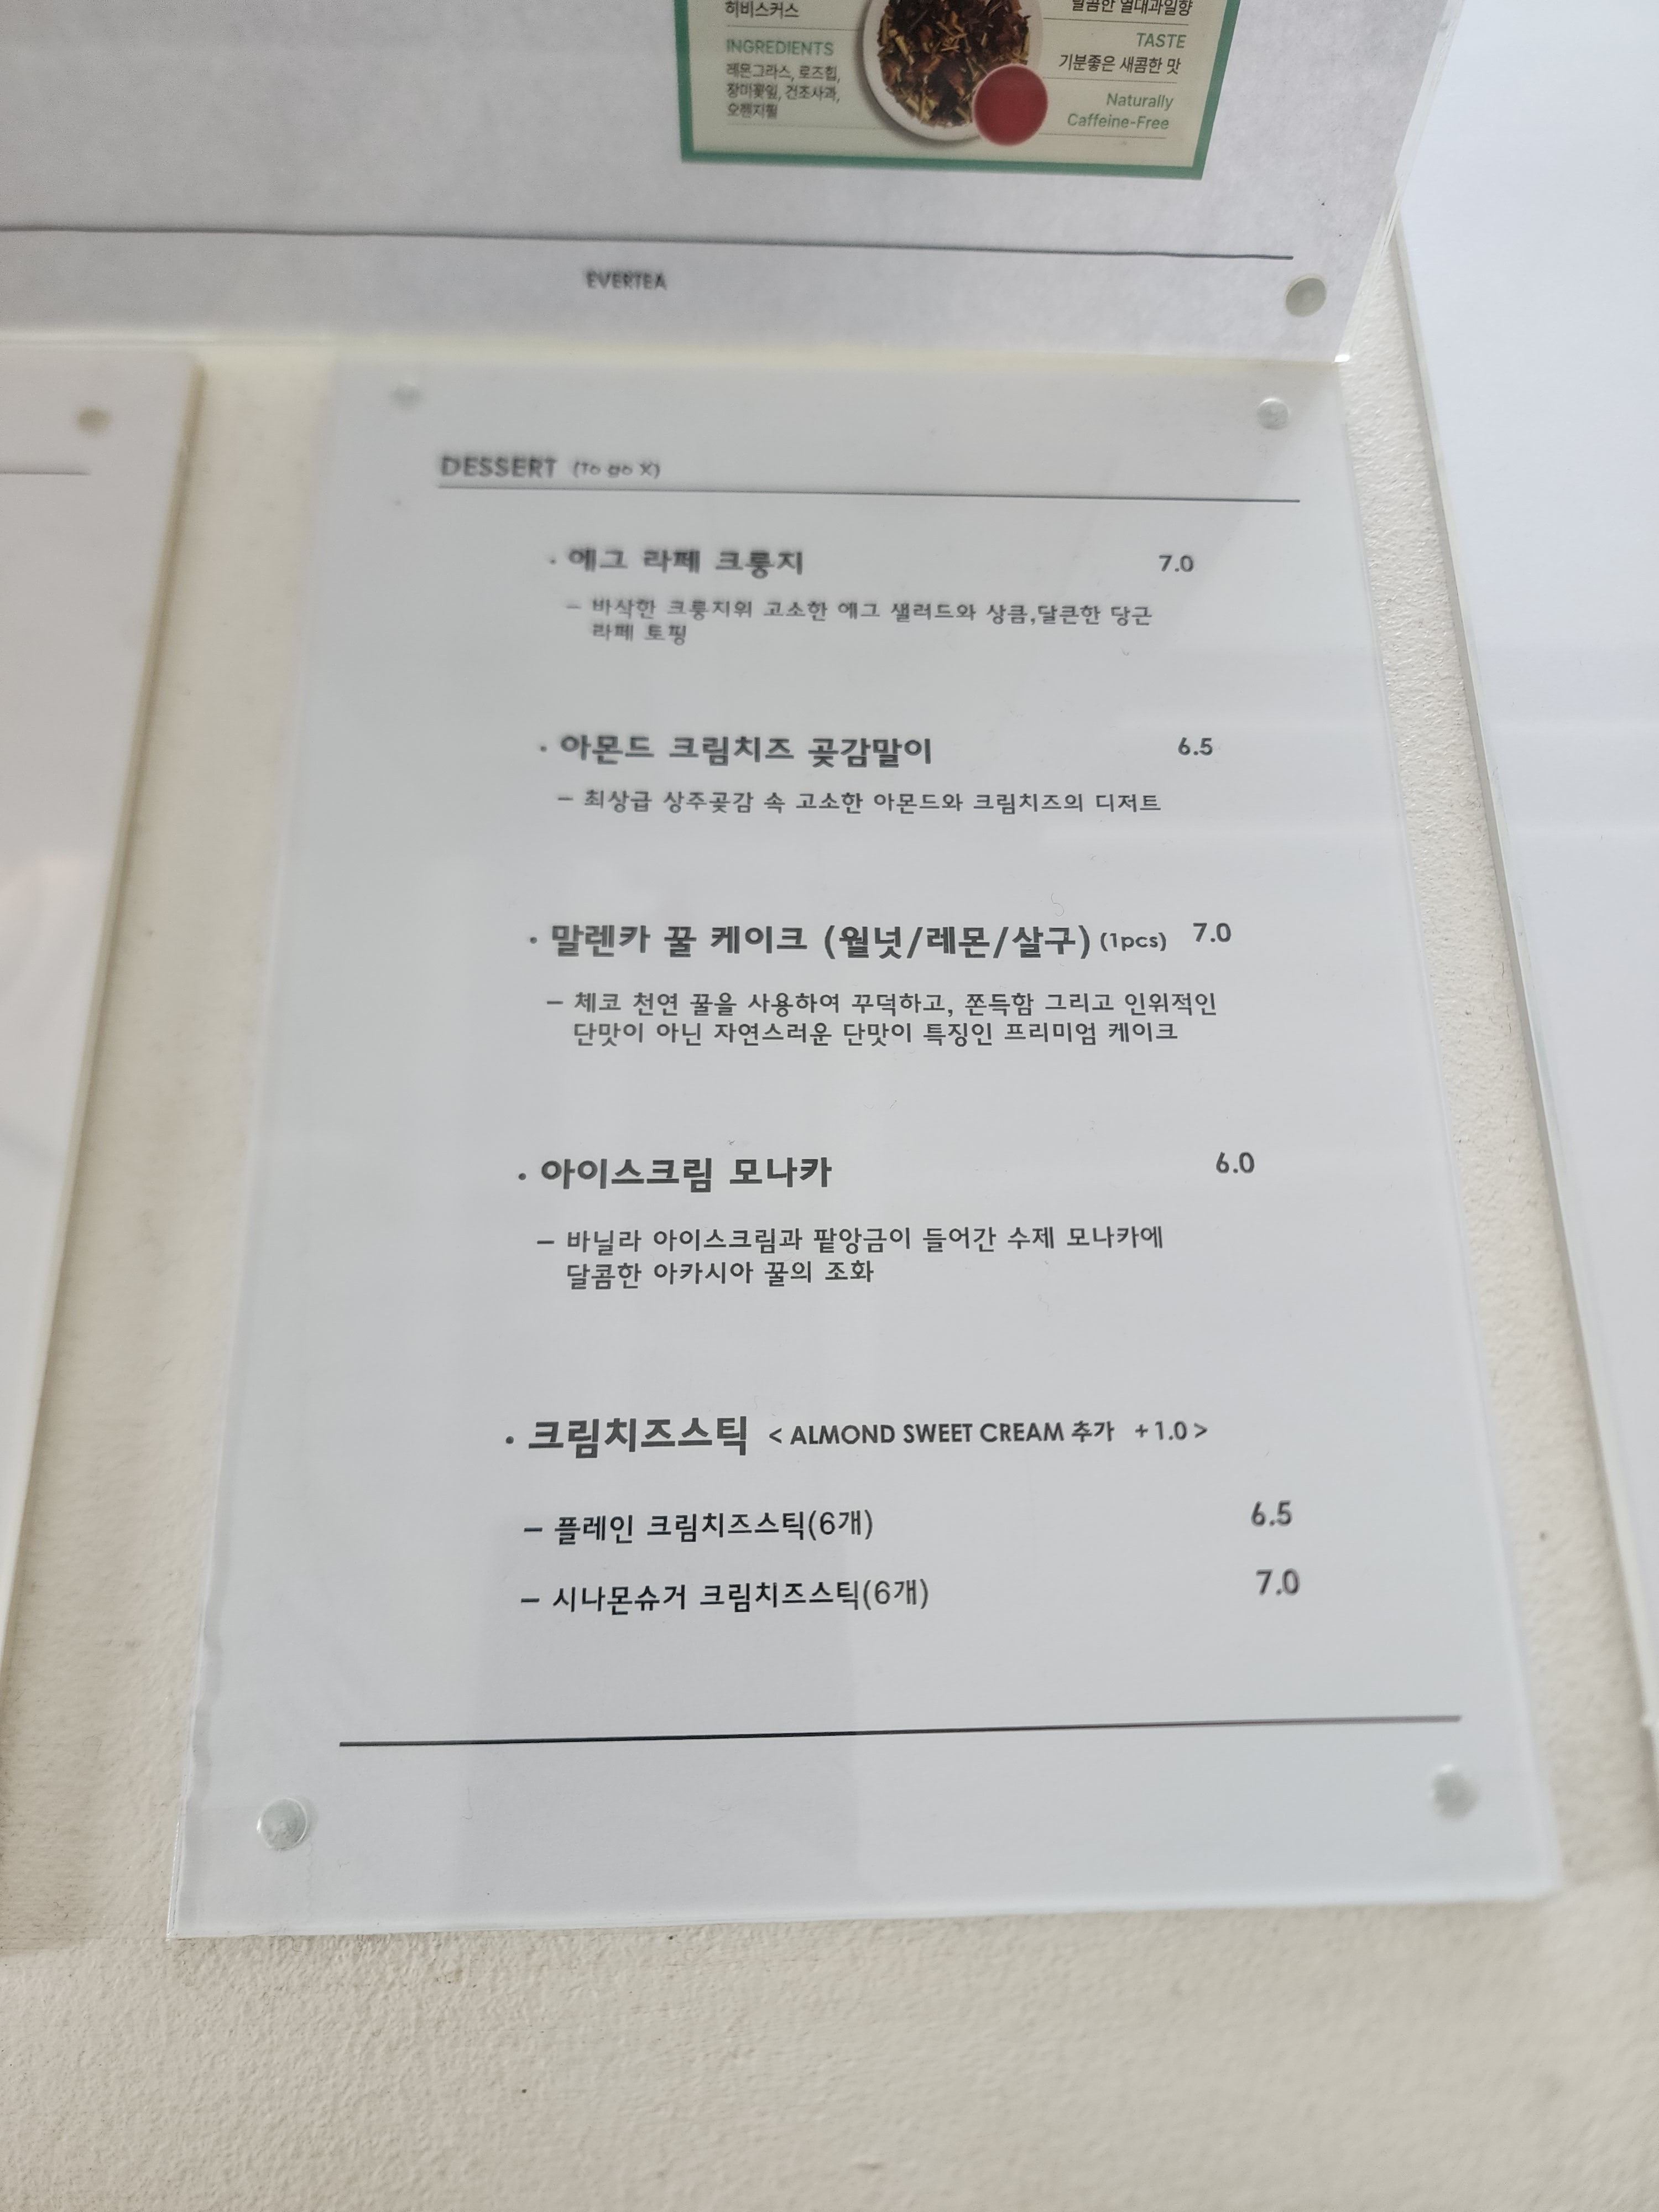 히비스커스
달콤한 열대과일향
INGREDIENTS
레몬그라스, 로즈힙,
장미꽃잎, 건조사과,
오렌지필
TASTE
기분좋은 새콤한 맛
Naturally
Caffeine-Free
EVERTEA
DESSERT (To go X)
· 에그 라페 크룽지 7.0
– 바삭한 크룽지위 고소한 에그 샐러드와 상큼,달큰한 당근
라페 토핑
· 아몬드 크림치즈 곶감말이 6.5
– 최상급 상주곶감 속 고소한 아몬드와 크림치즈의 디저트
· 말렌카 꿀 케이크 (월넛/레몬/살구) (1pcs) 7.0
– 체코 천연 꿀을 사용하여 꾸덕하고, 쫀득함 그리고 인위적인
단맛이 아닌 자연스러운 단맛이 특징인 프리미엄 케이크
· 아이스크림 모나카 6.0
– 바닐라 아이스크림과 팥앙금이 들어간 수제 모나카에
달콤한 아카시아 꿀의 조화
· 크림치즈스틱 < ALMOND SWEET CREAM 추가 +1.0 >
– 플레인 크림치즈스틱(6개) 6.5
– 시나몬슈거 크림치즈스틱(6개) 7.0